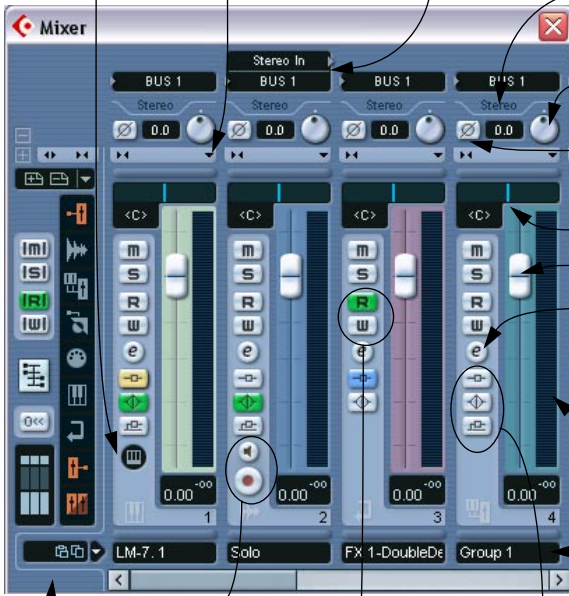 Mixer
Stereo In
BUS 1 BUS 1 BUS 1 BUS 1
Stereo Stereo Stereo Stereo
0.0 0.0 0.0 0.0
<C> <C> <C> <C>
m m m m
S S S S
R R R R
W W W W
e e e e
m
S
R
W
0<<
-oo -oo -oo -oo
0.00 0.00 0.00 0.00
1 2 3 4
LM-7. 1 Solo FX 1-DoubleDe Group 1